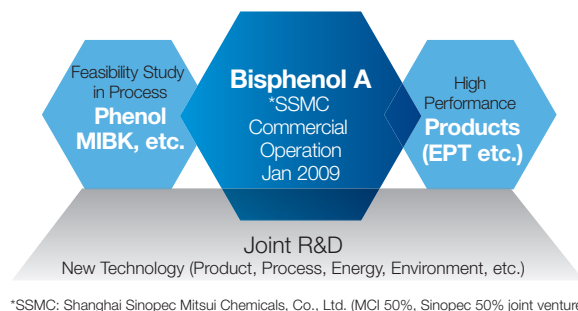 Feasibility Study
in Process
Phenol
MIBK, etc.
Bisphenol A
*SSMC
Commercial
Operation
Jan 2009
High
Performance
Products
(EPT etc.)
Joint R&D
New Technology (Product, Process, Energy, Environment, etc.)
*SSMC: Shanghai Sinopec Mitsui Chemicals, Co., Ltd. (MCI 50%, Sinopec 50% joint venture